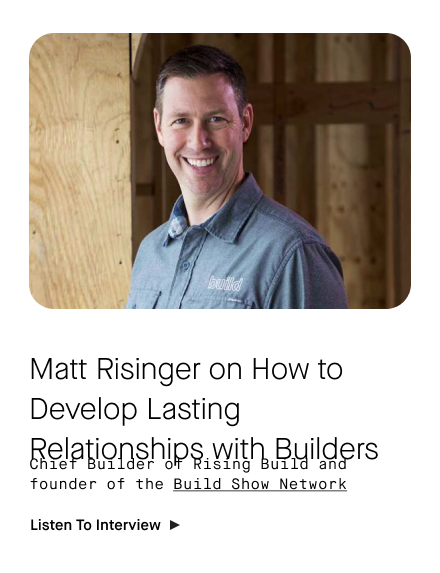 build
Matt Risinger on How to
Develop Lasting
Relationships with Builders
Chief Builder of Rising Build and
founder of the Build Show Network
Listen To Interview ▶